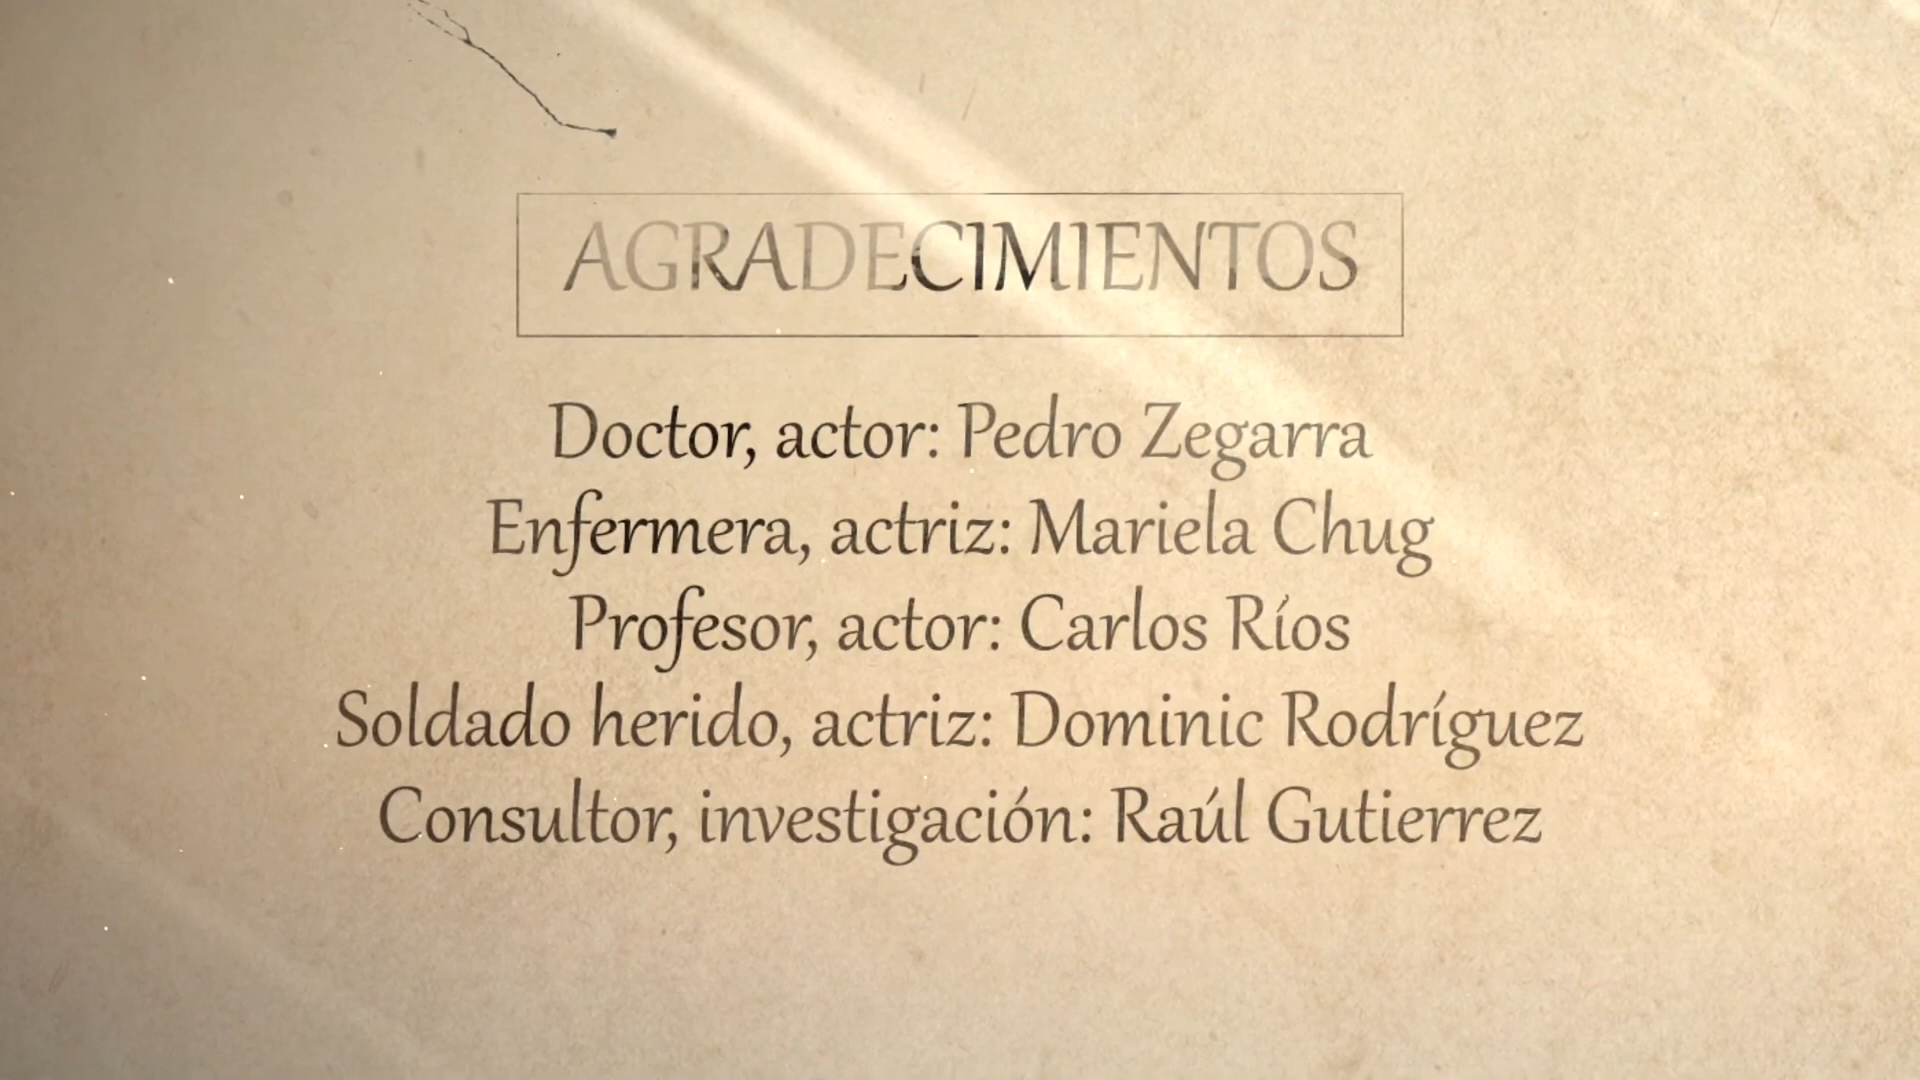 AGRADECIMIENTOS
Doctor, actor: Pedro Zegarra
Enfermera, actriz: Mariela Chug
Profesor, actor: Carlos Ríos
Soldado herido, actriz: Dominic Rodríguez
Consultor, investigación: Raúl Gutierrez